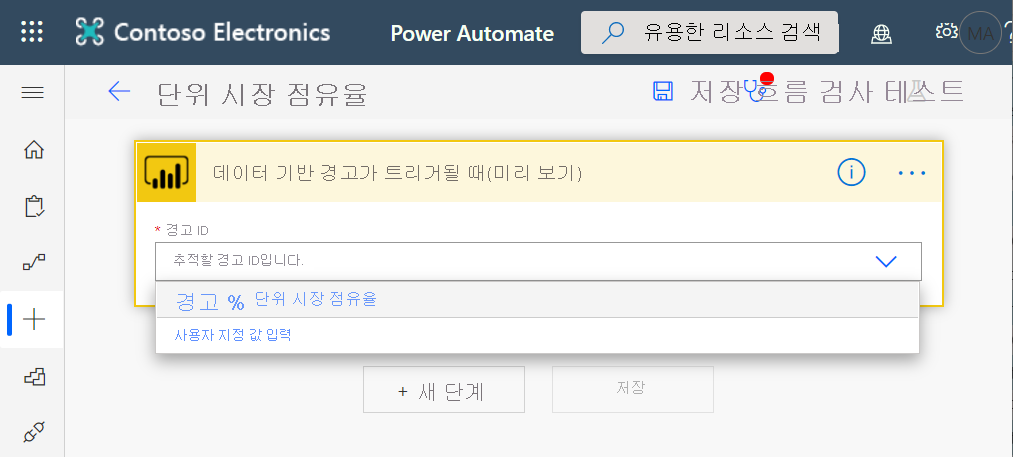 Contoso Electronics Power Automate 유용한 리소스 검색 MA ?
단위 시장 점유율 저장 흐름 검사 테스트
데이터 기반 경고가 트리거될 때(미리 보기)
* 경고 ID
추적할 경고 ID입니다.
경고 % 단위 시장 점유율
사용자 지정 값 입력
+ 새 단계 저장